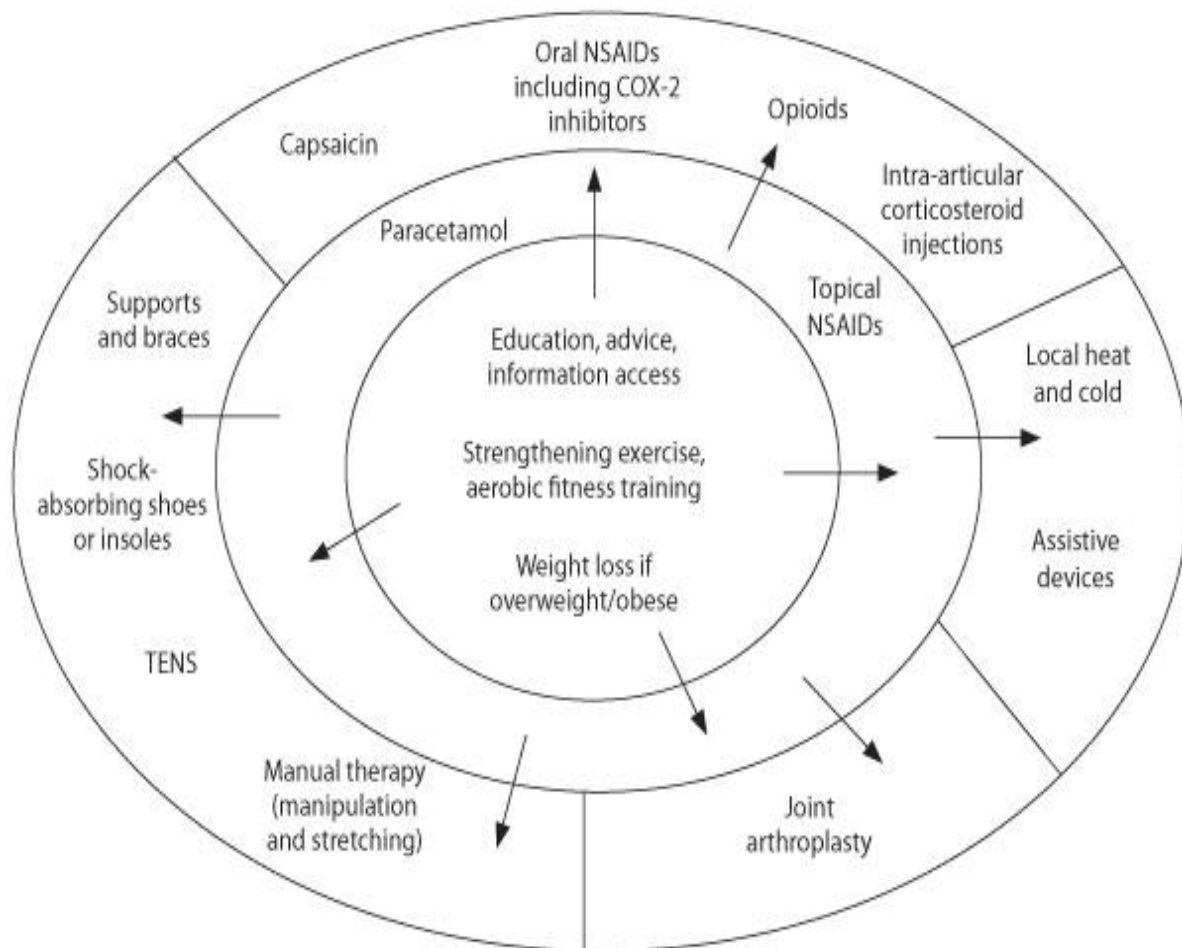 Oral NSAIDs
including COX-2
inhibitors
Opioids
Capsaicin
Intra-articular
corticosteroid
injections
Paracetamol
Topical
NSAIDs
Supports
and braces
Education, advice,
information access
Local heat
and cold
Strengthening exercise,
aerobic fitness training
Shock-
absorbing shoes
or insoles
Assistive
devices
Weight loss if
overweight/obese
TENS
Manual therapy
(manipulation
and stretching)
Joint
arthroplasty